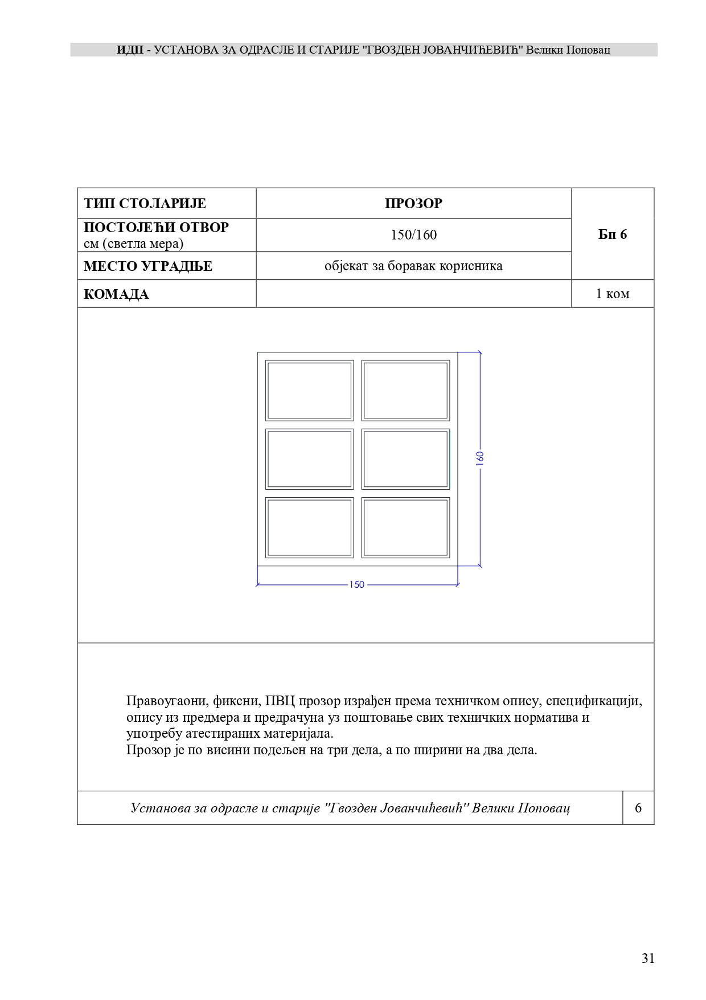 ИДП - УСТАНОВА ЗА ОДРАСЛЕ И СТАРИЈЕ "ГВОЗДЕН ЈОВАНЧИЋЕВИЋ" Велики Поповац
ТИП СТОЛАРИЈЕ
ПРОЗОР
ПОСТОЈЕЋИ ОТВОР
см (светла мера)
150/160
Бп 6
МЕСТО УГРАДЊЕ
објекат за боравак корисника
КОМАДА
1 ком
160
150
Правоугаони, фиксни, ПВЦ прозор израђен према техничком опису, спецификацији,
опису из предмера и предрачуна уз поштовање свих техничких норматива и
употребу атестираних материјала.
Прозор је по висини подељен на три дела, а по ширини на два дела.
Установа за одрасле и старије "Гвозден Јованчићевић" Велики Поповац
6
31